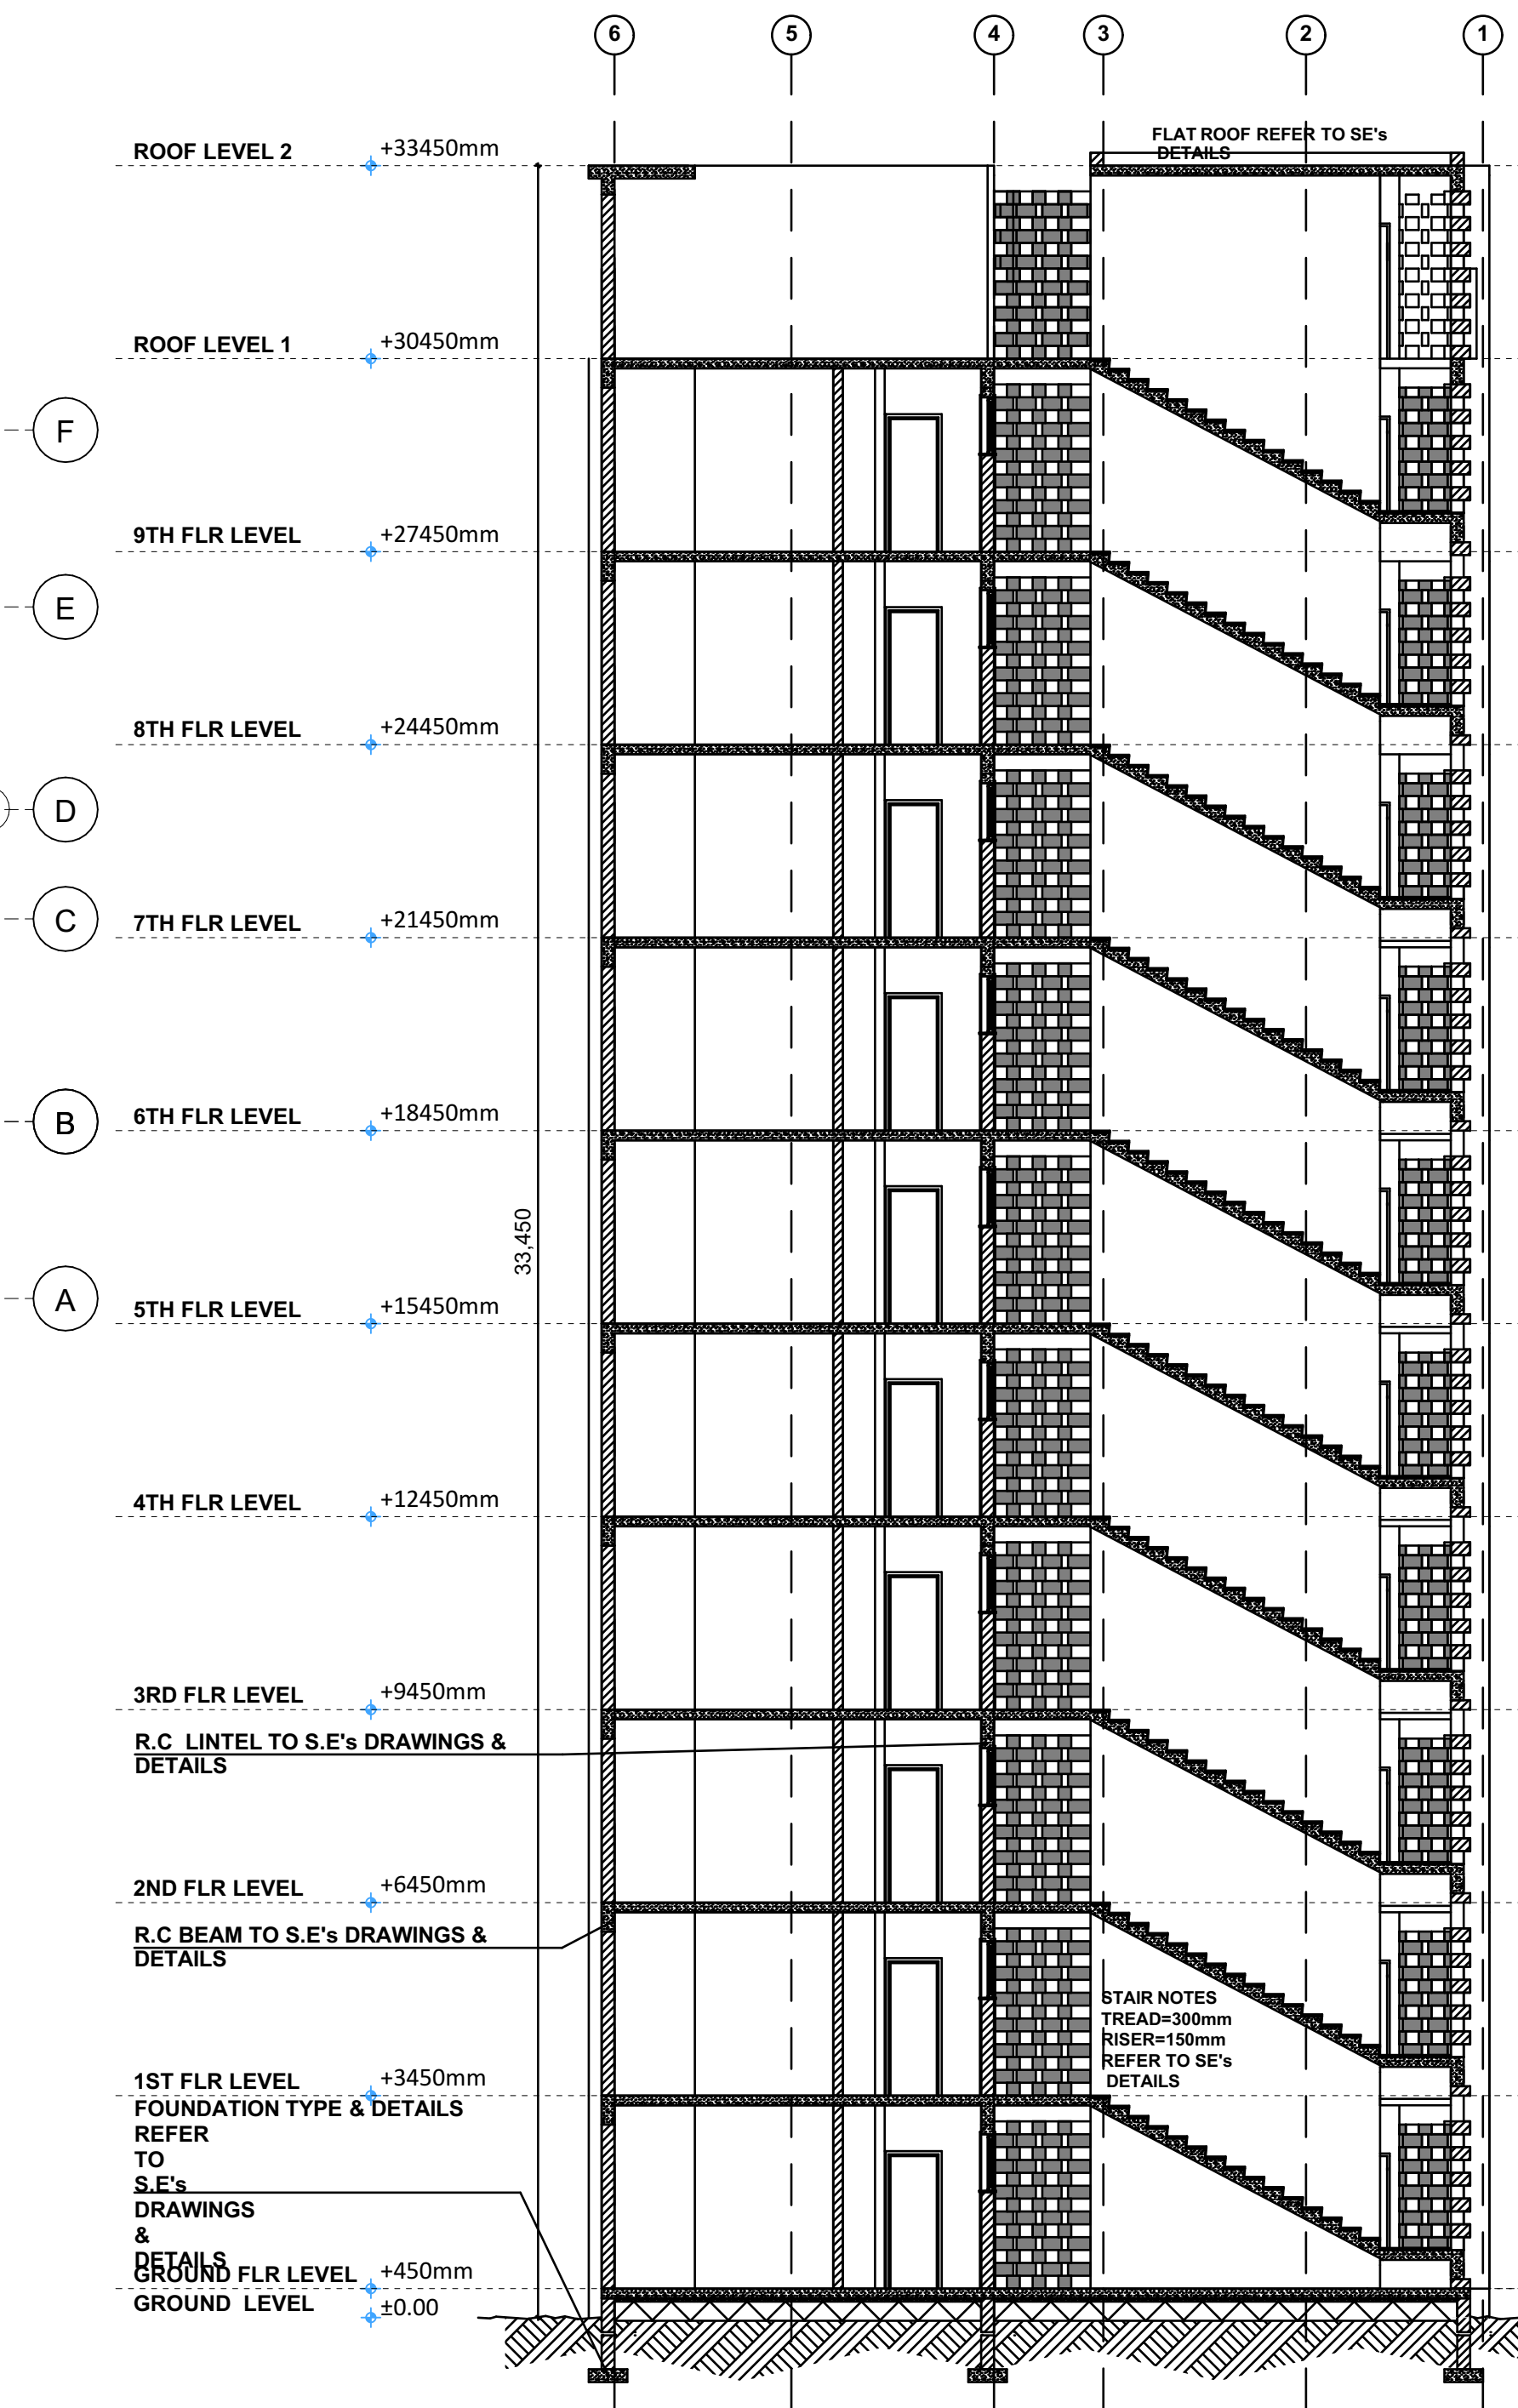 6 5 4 3 2 1
FLAT ROOF REFER TO SE's
DETAILS
ROOF LEVEL 2 +33450mm
ROOF LEVEL 1 +30450mm
F
9TH FLR LEVEL +27450mm
E
8TH FLR LEVEL +24450mm
D
C
7TH FLR LEVEL +21450mm
B
6TH FLR LEVEL +18450mm
33,450
A
5TH FLR LEVEL +15450mm
4TH FLR LEVEL +12450mm
3RD FLR LEVEL +9450mm
R.C LINTEL TO S.E's DRAWINGS &
DETAILS
2ND FLR LEVEL +6450mm
R.C BEAM TO S.E's DRAWINGS &
DETAILS
STAIR NOTES
TREAD=300mm
RISER=150mm
REFER TO SE's
DETAILS
1ST FLR LEVEL +3450mm
FOUNDATION TYPE & DETAILS
REFER
TO
S.E's
DRAWINGS
&
DETAILS
GROUND FLR LEVEL +450mm
GROUND LEVEL ±0.00